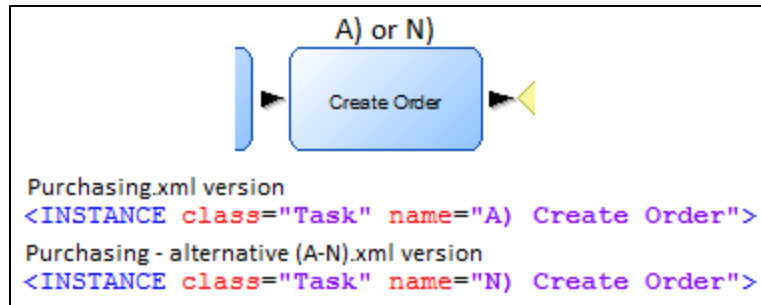 A) or N)
Create Order
Purchasing.xml version
<INSTANCE class="Task" name="A) Create Order">
Purchasing - alternative (A-N).xml version
<INSTANCE class="Task" name="N) Create Order">